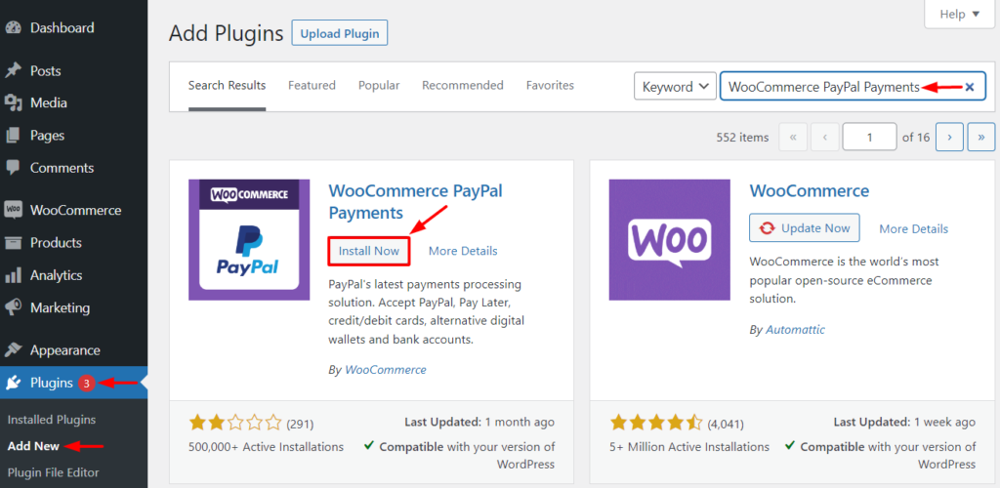 Dashboard
Posts
Media
Pages
Comments
WooCommerce
Products
Analytics
Marketing
Appearance
Plugins 3
Installed Plugins
Add New
Plugin File Editor
Help ▼
Add Plugins Upload Plugin
Search Results Featured Popular Recommended Favorites Keyword WooCommerce PayPal Payments ×
552 items « ‹ 1 of 16 › »
WOO COMMERCE
PayPal
WooCommerce PayPal
Payments
Install Now More Details
PayPal's latest payments processing
solution. Accept PayPal, Pay Later,
credit/debit cards, alternative digital
wallets and bank accounts.
By WooCommerce
(291)
500,000+ Active Installations
Last Updated: 1 month ago
✓ Compatible with your version of
WordPress
WOO
WooCommerce
Update Now More Details
WooCommerce is the world's most
popular open-source eCommerce
solution.
By Automattic
(4,041)
5+ Million Active Installations
Last Updated: 1 week ago
✓ Compatible with your version of
WordPress